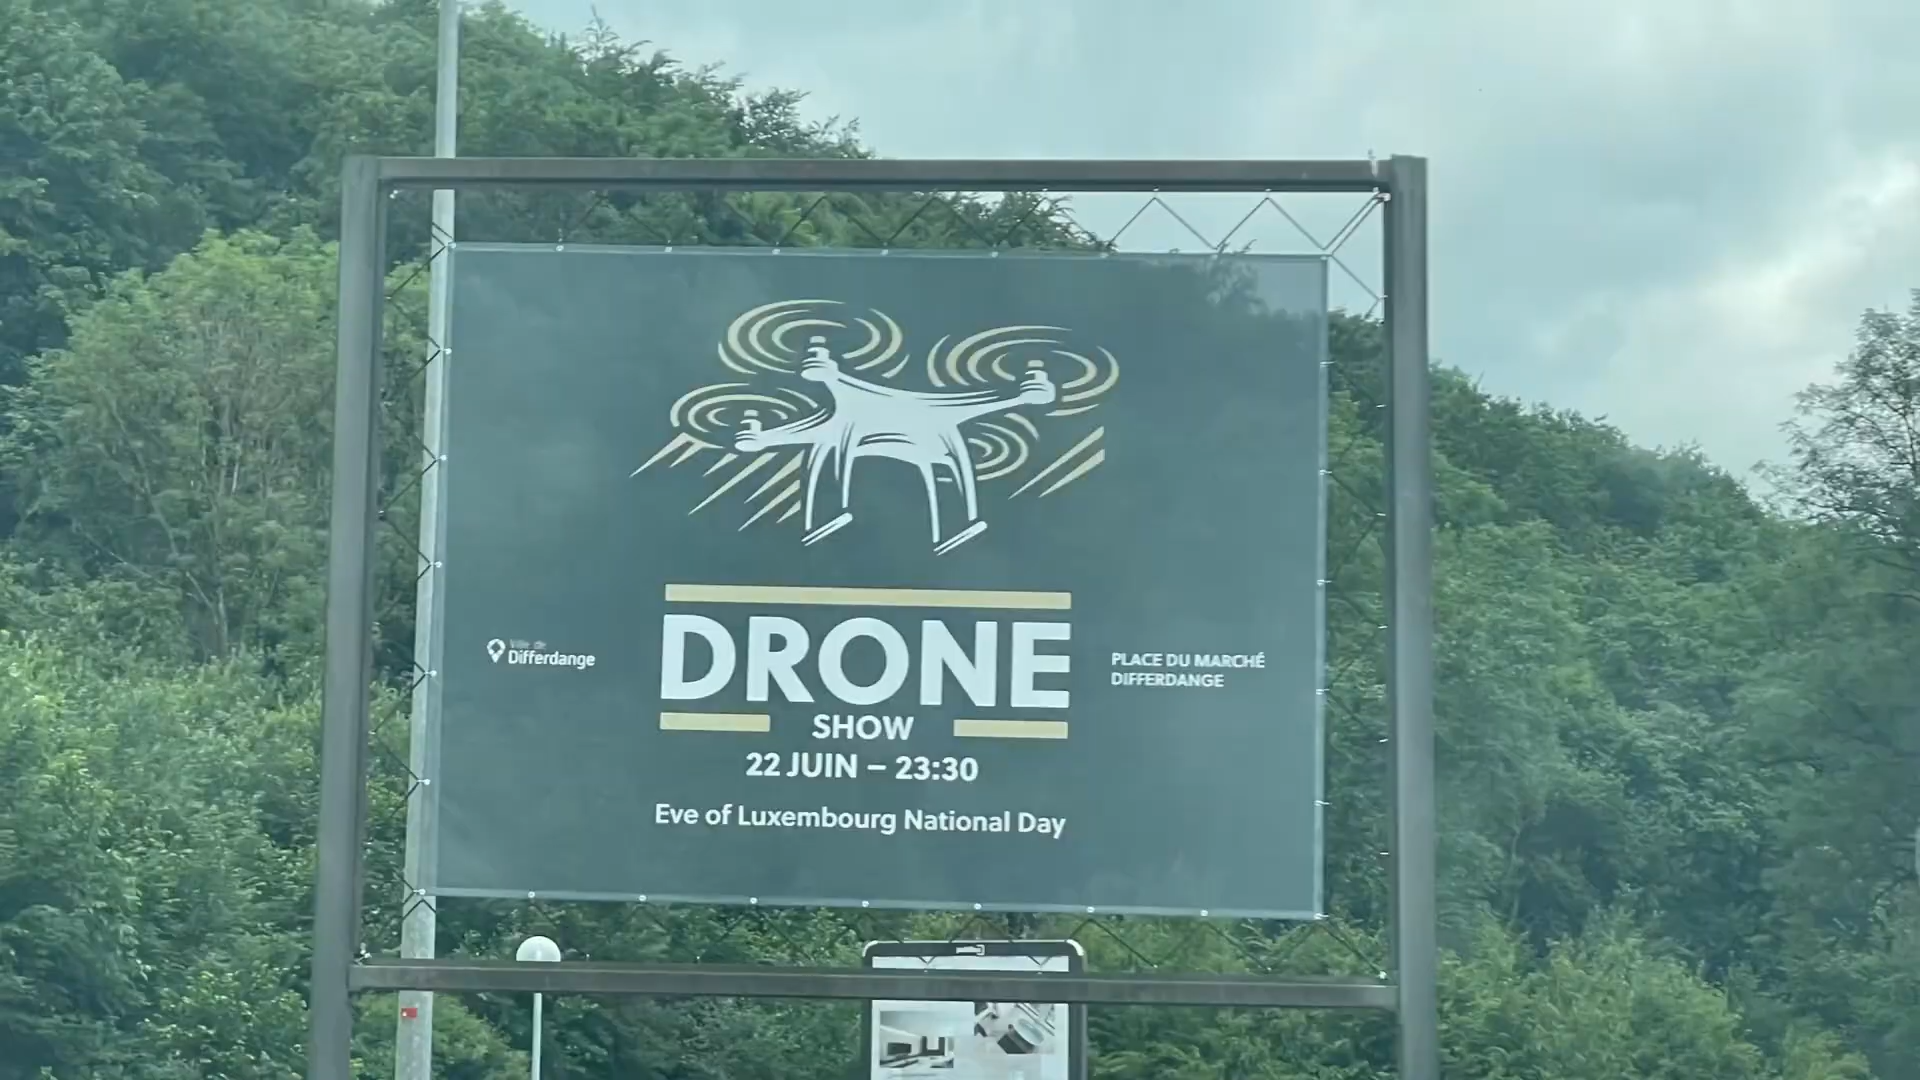 Ville de
Differdange
DRONE
SHOW
22 JUIN – 23:30
Eve of Luxembourg National Day
PLACE DU MARCHÉ
DIFFERDANGE